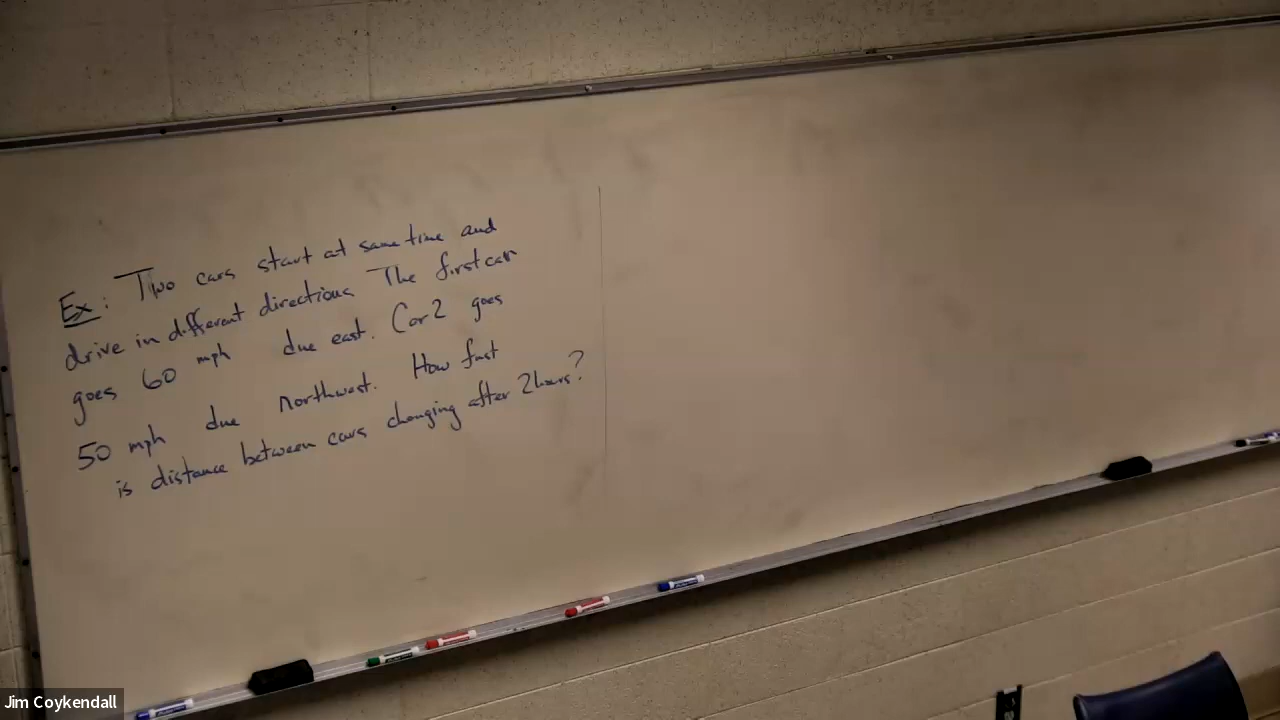 Ex: Two cars start at same time and
drive in different directions. The first car
goes 60 mph due east. Car 2 goes
50 mph due northwest. How fast
is distance between cars changing after 2 hours?
Jim Coykendall